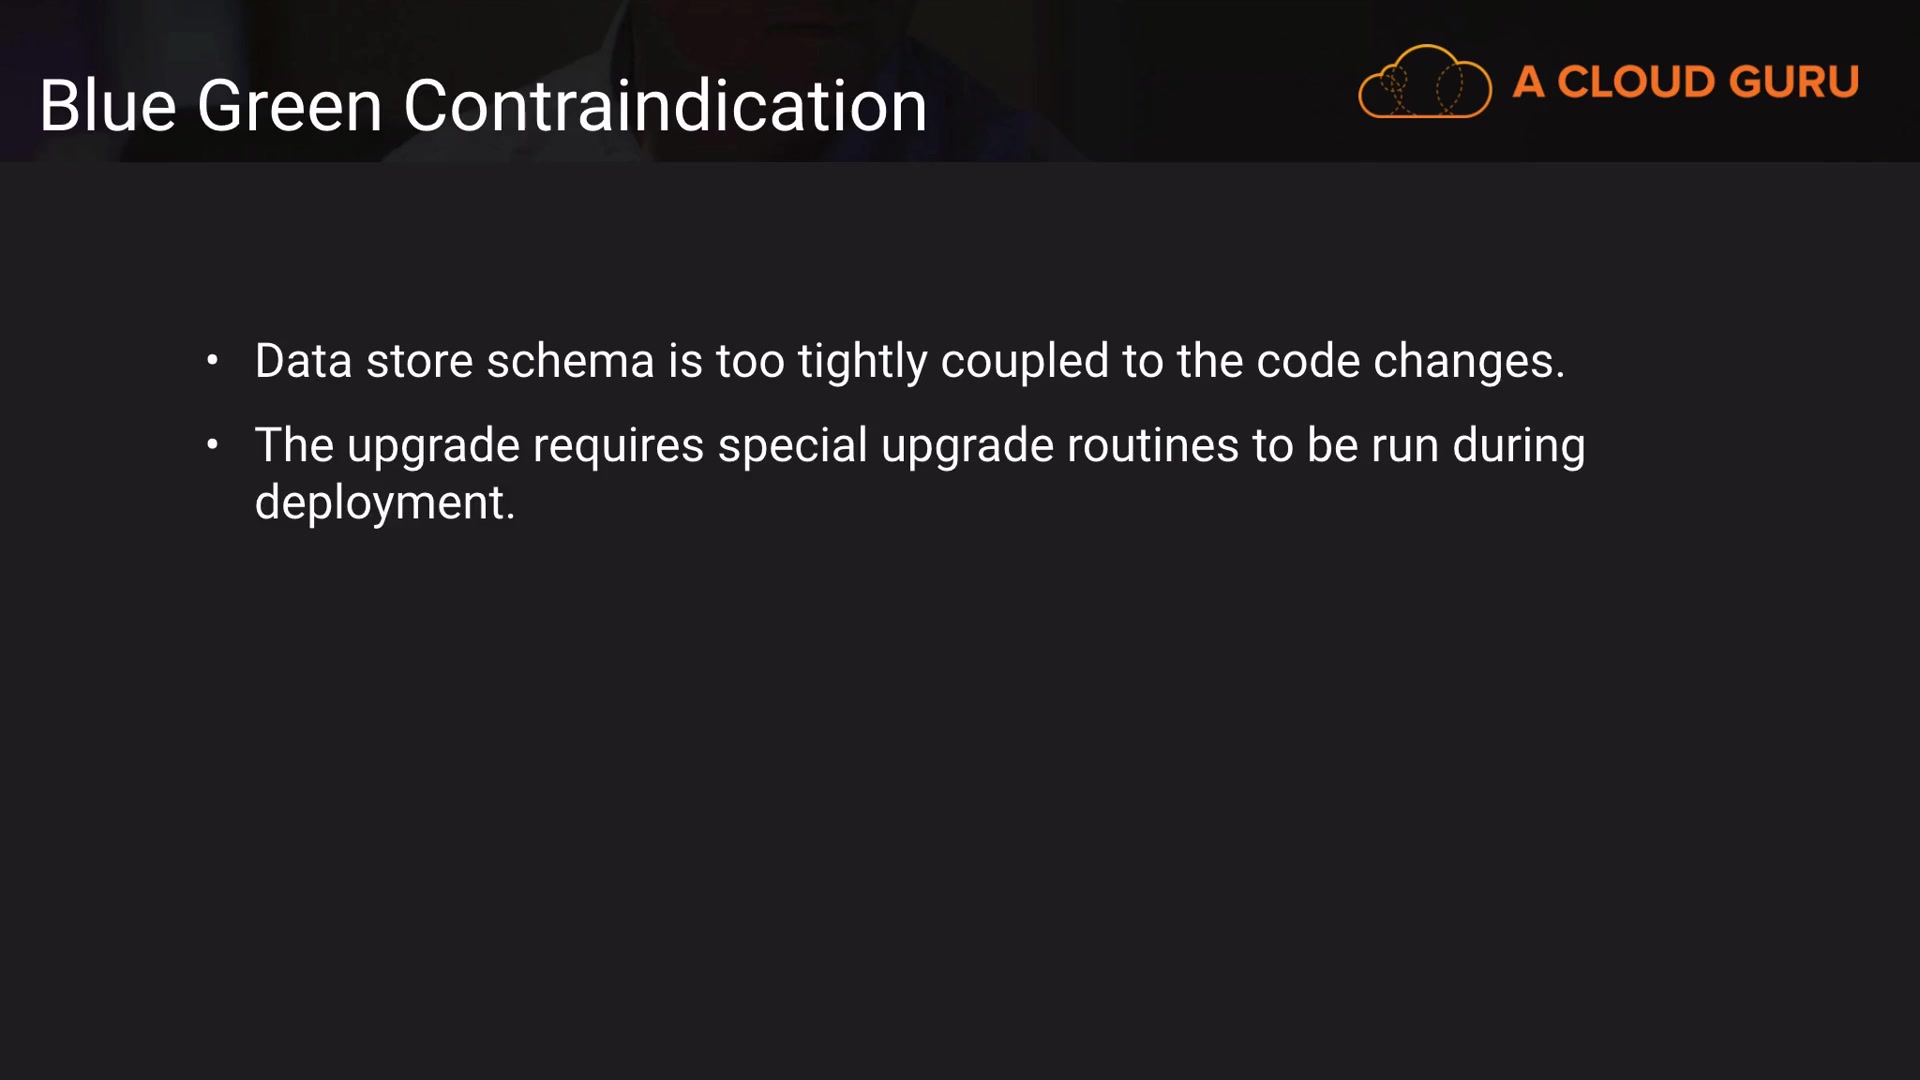 Blue Green Contraindication
A CLOUD GURU
• Data store schema is too tightly coupled to the code changes.
• The upgrade requires special upgrade routines to be run during
deployment.